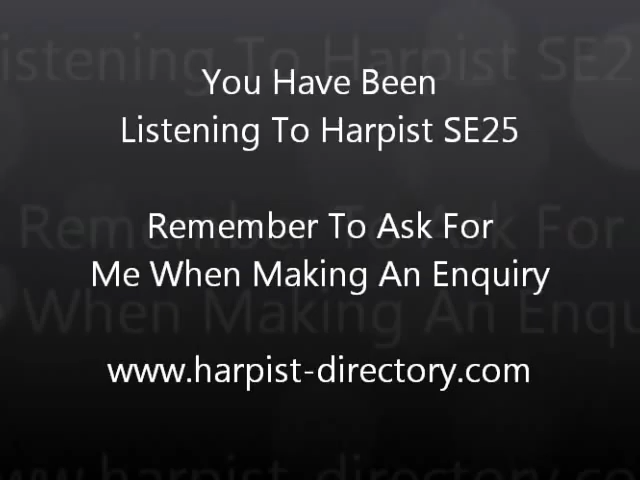 You Have Been
Listening To Harpist SE25
Remember To Ask For
Me When Making An Enquiry
www.harpist-directory.com